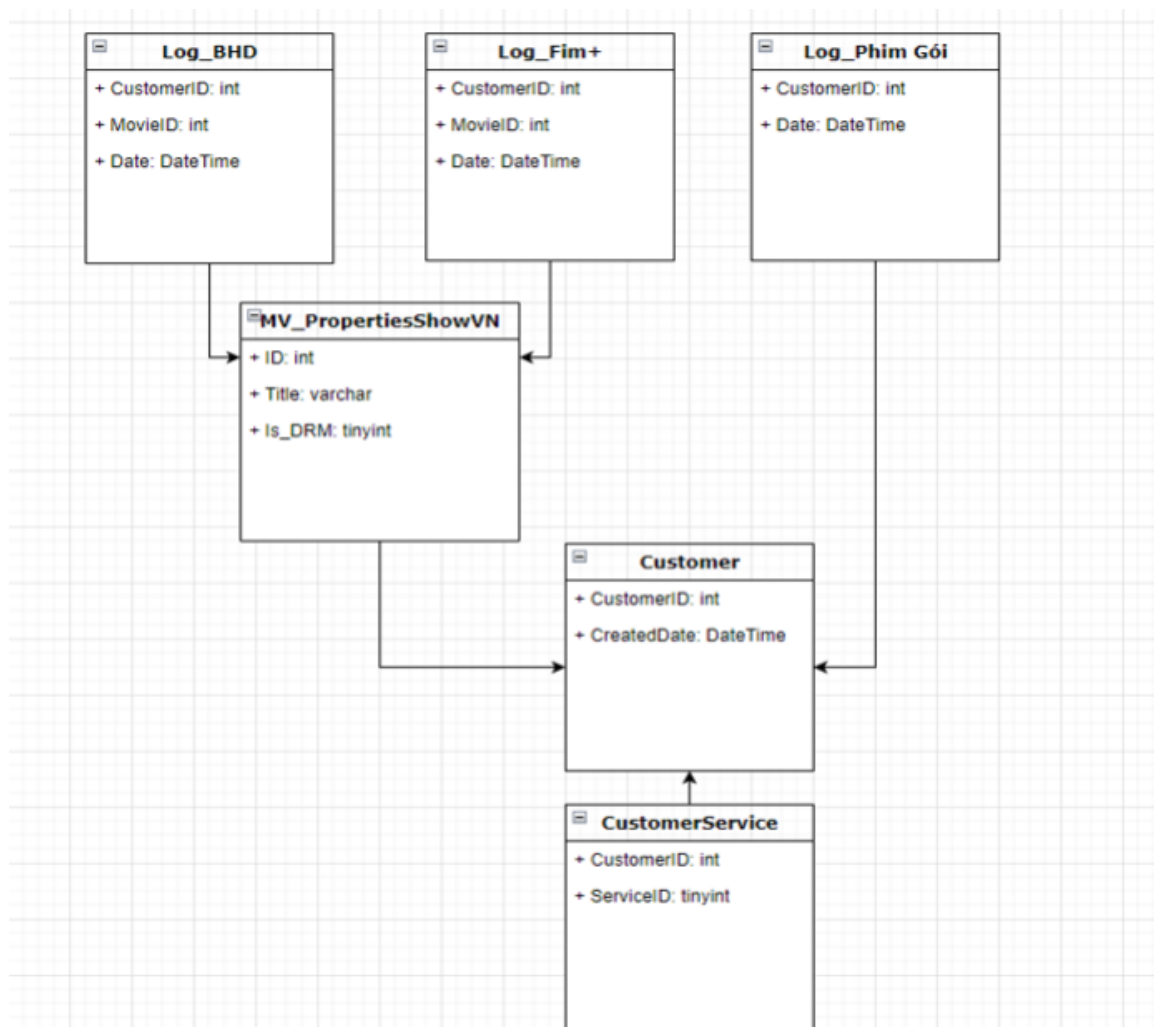 Log_BHD
+ CustomerID: int
+ MovieID: int
+ Date: DateTime
Log_Fim+
+ CustomerID: int
+ MovieID: int
+ Date: DateTime
Log_Phim Gói
+ CustomerID: int
+ Date: DateTime
MV_PropertiesShowVN
+ ID: int
+ Title: varchar
+ Is_DRM: tinyint
Customer
+ CustomerID: int
+ CreatedDate: DateTime
CustomerService
+ CustomerID: int
+ ServiceID: tinyint